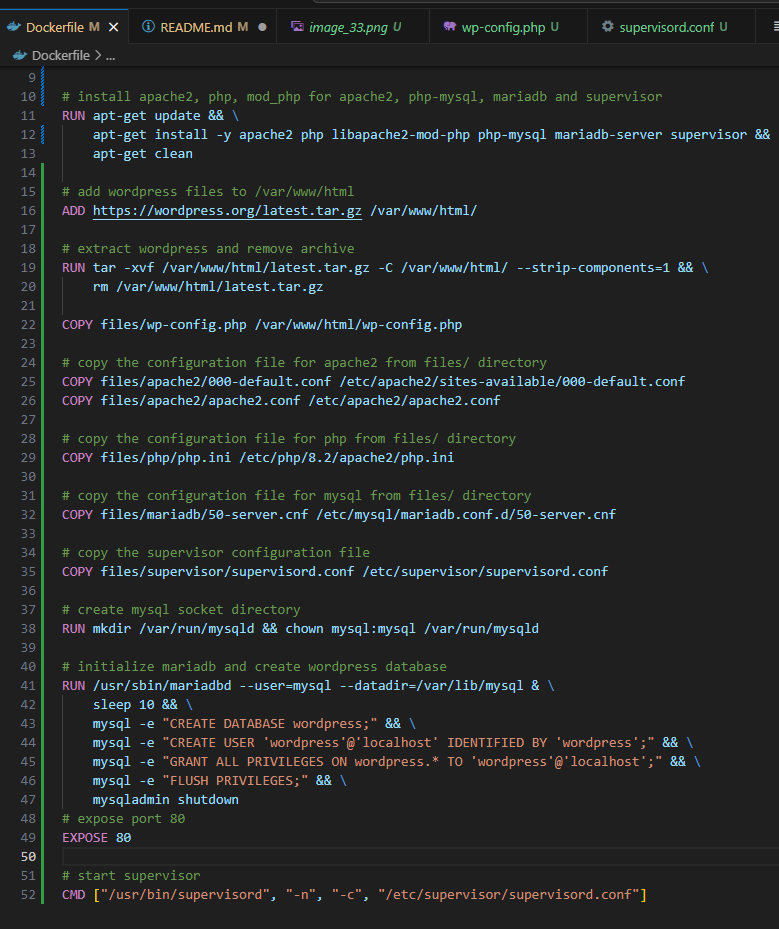 Dockerfile M
README.md M
image_33.png U
wp-config.php U
supervisord.conf U
Dockerfile > ...
9
10 # install apache2, php, mod_php for apache2, php-mysql, mariadb and supervisor
11 RUN apt-get update && \
12     apt-get install -y apache2 php libapache2-mod-php php-mysql mariadb-server supervisor &&
13     apt-get clean
14
15 # add wordpress files to /var/www/html
16 ADD https://wordpress.org/latest.tar.gz /var/www/html/
17
18 # extract wordpress and remove archive
19 RUN tar -xvf /var/www/html/latest.tar.gz -C /var/www/html/ --strip-components=1 && \
20     rm /var/www/html/latest.tar.gz
21
22 COPY files/wp-config.php /var/www/html/wp-config.php
23
24 # copy the configuration file for apache2 from files/ directory
25 COPY files/apache2/000-default.conf /etc/apache2/sites-available/000-default.conf
26 COPY files/apache2/apache2.conf /etc/apache2/apache2.conf
27
28 # copy the configuration file for php from files/ directory
29 COPY files/php/php.ini /etc/php/8.2/apache2/php.ini
30
31 # copy the configuration file for mysql from files/ directory
32 COPY files/mariadb/50-server.cnf /etc/mysql/mariadb.conf.d/50-server.cnf
33
34 # copy the supervisor configuration file
35 COPY files/supervisor/supervisord.conf /etc/supervisor/supervisord.conf
36
37 # create mysql socket directory
38 RUN mkdir /var/run/mysqld && chown mysql:mysql /var/run/mysqld
39
40 # initialize mariadb and create wordpress database
41 RUN /usr/sbin/mariadbd --user=mysql --datadir=/var/lib/mysql & \
42     sleep 10 && \
43     mysql -e "CREATE DATABASE wordpress;" && \
44     mysql -e "CREATE USER 'wordpress'@'localhost' IDENTIFIED BY 'wordpress';" && \
45     mysql -e "GRANT ALL PRIVILEGES ON wordpress.* TO 'wordpress'@'localhost';" && \
46     mysql -e "FLUSH PRIVILEGES;" && \
47     mysqladmin shutdown
48 # expose port 80
49 EXPOSE 80
50
51 # start supervisor
52 CMD ["/usr/bin/supervisord", "-n", "-c", "/etc/supervisor/supervisord.conf"]